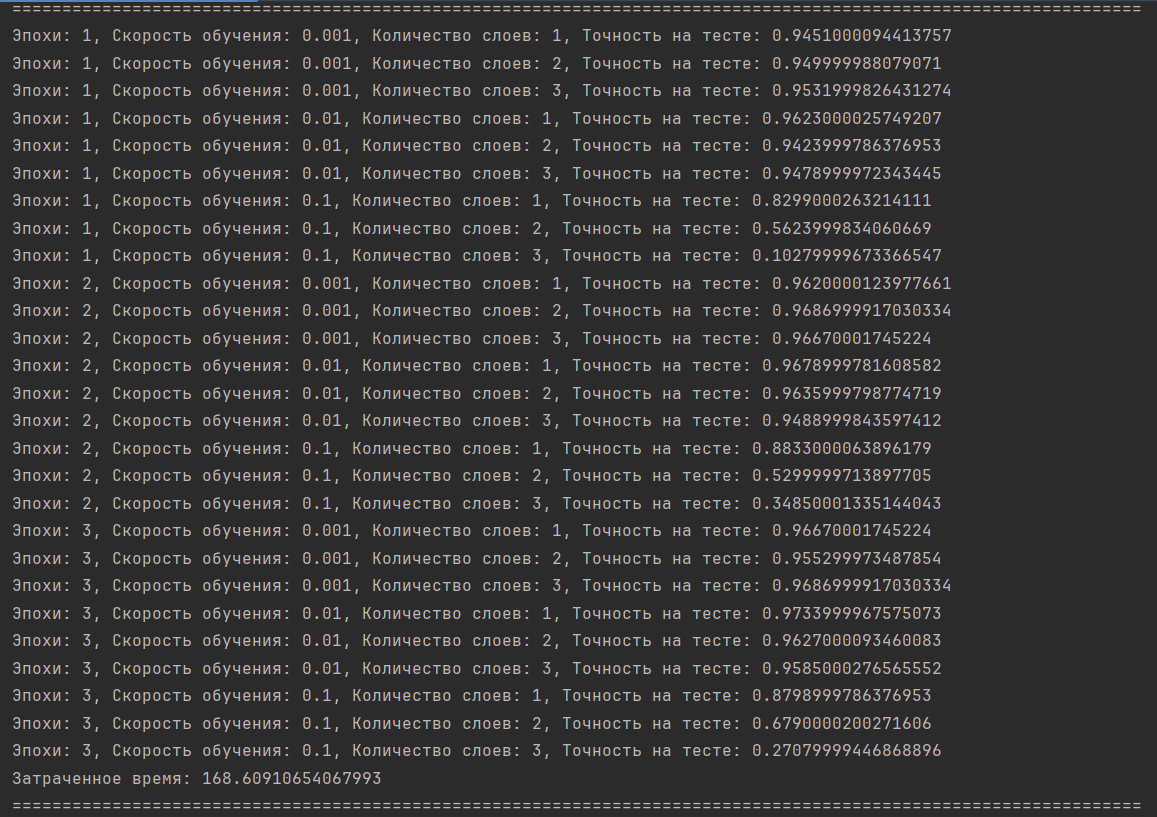 ==================================================================================================================
Эпохи: 1, Скорость обучения: 0.001, Количество слоев: 1, Точность на тесте: 0.9451000094413757
Эпохи: 1, Скорость обучения: 0.001, Количество слоев: 2, Точность на тесте: 0.949999988079071
Эпохи: 1, Скорость обучения: 0.001, Количество слоев: 3, Точность на тесте: 0.9531999826431274
Эпохи: 1, Скорость обучения: 0.01, Количество слоев: 1, Точность на тесте: 0.9623000025749207
Эпохи: 1, Скорость обучения: 0.01, Количество слоев: 2, Точность на тесте: 0.9423999786376953
Эпохи: 1, Скорость обучения: 0.01, Количество слоев: 3, Точность на тесте: 0.9478999972343445
Эпохи: 1, Скорость обучения: 0.1, Количество слоев: 1, Точность на тесте: 0.8299000263214111
Эпохи: 1, Скорость обучения: 0.1, Количество слоев: 2, Точность на тесте: 0.5623999834060669
Эпохи: 1, Скорость обучения: 0.1, Количество слоев: 3, Точность на тесте: 0.10279999673366547
Эпохи: 2, Скорость обучения: 0.001, Количество слоев: 1, Точность на тесте: 0.9620000123977661
Эпохи: 2, Скорость обучения: 0.001, Количество слоев: 2, Точность на тесте: 0.9686999917030334
Эпохи: 2, Скорость обучения: 0.001, Количество слоев: 3, Точность на тесте: 0.96670001745224
Эпохи: 2, Скорость обучения: 0.01, Количество слоев: 1, Точность на тесте: 0.9678999781608582
Эпохи: 2, Скорость обучения: 0.01, Количество слоев: 2, Точность на тесте: 0.9635999798774719
Эпохи: 2, Скорость обучения: 0.01, Количество слоев: 3, Точность на тесте: 0.9488999843597412
Эпохи: 2, Скорость обучения: 0.1, Количество слоев: 1, Точность на тесте: 0.8833000063896179
Эпохи: 2, Скорость обучения: 0.1, Количество слоев: 2, Точность на тесте: 0.5299999713897705
Эпохи: 2, Скорость обучения: 0.1, Количество слоев: 3, Точность на тесте: 0.34850001335144043
Эпохи: 3, Скорость обучения: 0.001, Количество слоев: 1, Точность на тесте: 0.96670001745224
Эпохи: 3, Скорость обучения: 0.001, Количество слоев: 2, Точность на тесте: 0.955299973487854
Эпохи: 3, Скорость обучения: 0.001, Количество слоев: 3, Точность на тесте: 0.9686999917030334
Эпохи: 3, Скорость обучения: 0.01, Количество слоев: 1, Точность на тесте: 0.9733999967575073
Эпохи: 3, Скорость обучения: 0.01, Количество слоев: 2, Точность на тесте: 0.9627000093460083
Эпохи: 3, Скорость обучения: 0.01, Количество слоев: 3, Точность на тесте: 0.9585000276565552
Эпохи: 3, Скорость обучения: 0.1, Количество слоев: 1, Точность на тесте: 0.8798999786376953
Эпохи: 3, Скорость обучения: 0.1, Количество слоев: 2, Точность на тесте: 0.6790000200271606
Эпохи: 3, Скорость обучения: 0.1, Количество слоев: 3, Точность на тесте: 0.27079999446868896
Затраченное время: 168.60910654067993
==================================================================================================================